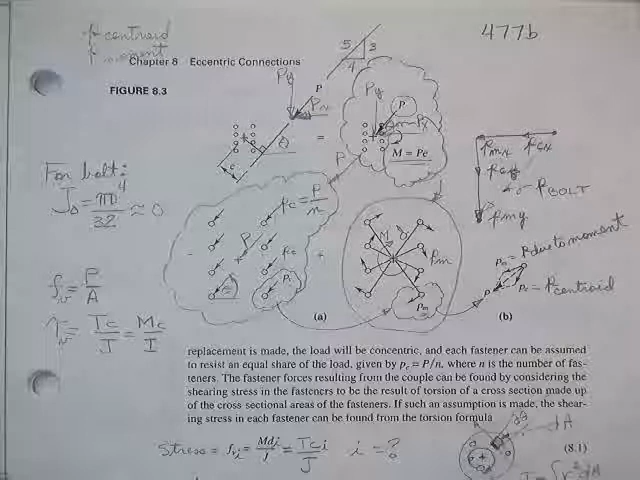 centroid
moment
477b
Chapter 8 Eccentric Connections
FIGURE 8.3
5
3
4
Py
P
Px
Py
P
Px
M = Pe
e
θ
=
For bolt:
J₀ = πD⁴/32 ≈ 0
pc = P/n
P
P
pc
Pc
+
M
d
Pm
pm
Pmx
Pcx
Pcy
PBOLT
Pmy
pm = P due to moment
pc = Pcentroid
P
fv = P/A
τv = Tc/J = Mc/I
(a)
(b)
replacement is made, the load will be concentric, and each fastener can be assumed
to resist an equal share of the load, given by pc = P/n, where n is the number of fas-
teners. The fastener forces resulting from the couple can be found by considering the
shearing stress in the fasteners to be the result of torsion of a cross section made up
of the cross sectional areas of the fasteners. If such an assumption is made, the shear-
ing stress in each fastener can be found from the torsion formula
Stress = fvi = Mdi/J = Tci/J i = ?
dA
dA
(8.1)
J = ∫r²dA